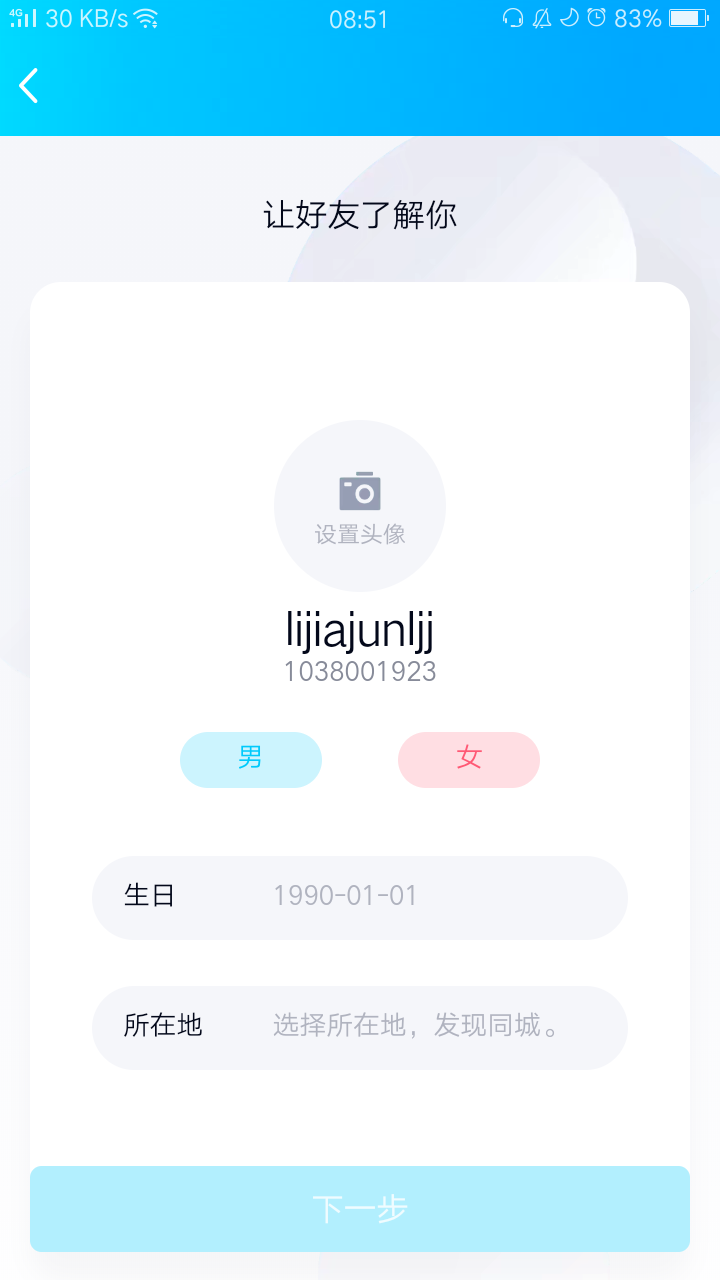 4G 30 KB/s 08:51 83%
让好友了解你
设置头像
lijiajunljj
1038001923
男 女
生日 1990-01-01
所在地 选择所在地，发现同城。
下一步